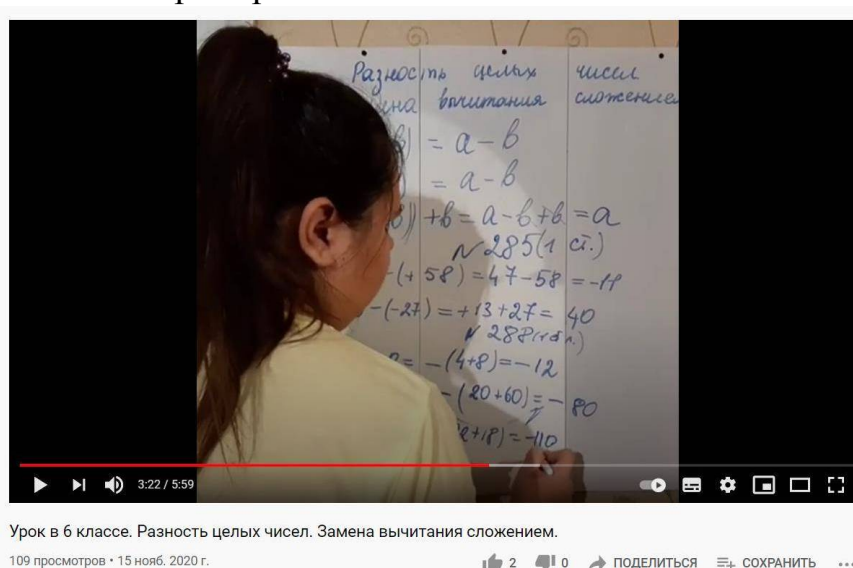 Разность целых чисел
вычитания сложением
= a - b
= a - b
+b = a - b + b = a
№ 285 (1 ст.)
-(+58) = 47 - 58 = -11
-(-27) = +13 + 27 = 40
№ 288
= -(4+8) = -12
-(20+60) = -80
+18) = -110
3:22 / 5:59
Урок в 6 классе. Разность целых чисел. Замена вычитания сложением.
109 просмотров • 15 нояб. 2020 г.
2 0 ПОДЕЛИТЬСЯ СОХРАНИТЬ